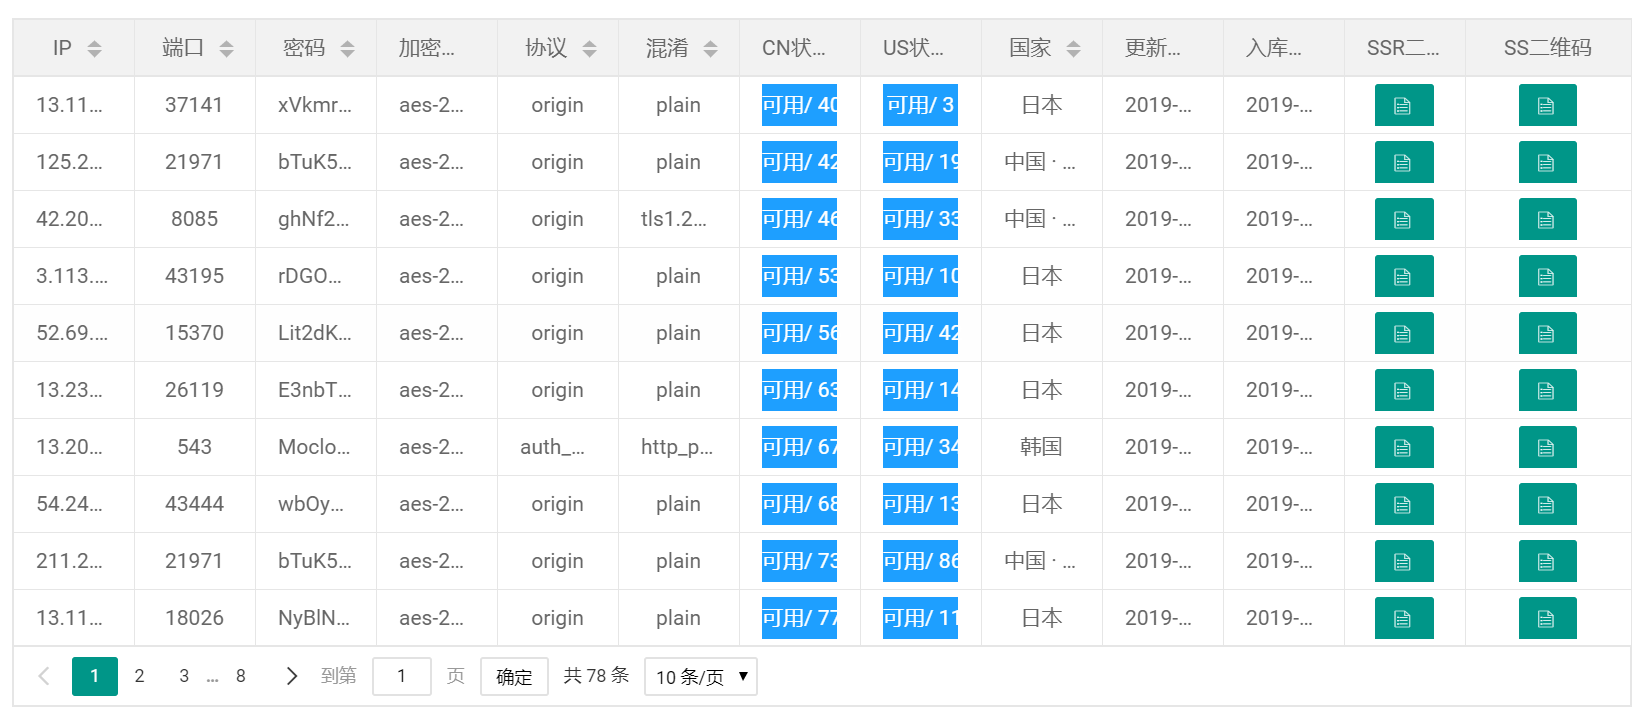 IP 端口 密码 加密... 协议 混淆 CN状... US状... 国家 更新... 入库... SSR二... SS二维码
13.11... 37141 xVkmr... aes-2... origin plain 可用/ 40 可用/ 3 日本 2019-... 2019-...
125.2... 21971 bTuK5... aes-2... origin plain 可用/ 42 可用/ 19 中国 · ... 2019-... 2019-...
42.20... 8085 ghNf2... aes-2... origin tls1.2... 可用/ 46 可用/ 33 中国 · ... 2019-... 2019-...
3.113.... 43195 rDGO... aes-2... origin plain 可用/ 53 可用/ 10 日本 2019-... 2019-...
52.69.... 15370 Lit2dK... aes-2... origin plain 可用/ 56 可用/ 42 日本 2019-... 2019-...
13.23... 26119 E3nbT... aes-2... origin plain 可用/ 63 可用/ 14 日本 2019-... 2019-...
13.20... 543 Moclo... aes-2... auth_... http_p... 可用/ 67 可用/ 34 韩国 2019-... 2019-...
54.24... 43444 wbOy... aes-2... origin plain 可用/ 68 可用/ 13 日本 2019-... 2019-...
211.2... 21971 bTuK5... aes-2... origin plain 可用/ 73 可用/ 86 中国 · ... 2019-... 2019-...
13.11... 18026 NyBlN... aes-2... origin plain 可用/ 77 可用/ 11 日本 2019-... 2019-...
1 2 3 ... 8 到第 1 页 确定 共 78 条 10 条/页